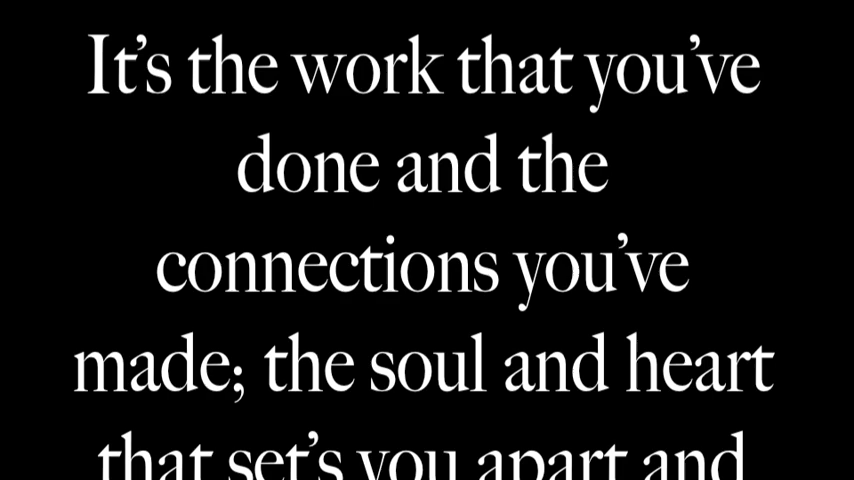 It’s the work that you’ve
done and the
connections you’ve
made; the soul and heart
that set’s you apart and